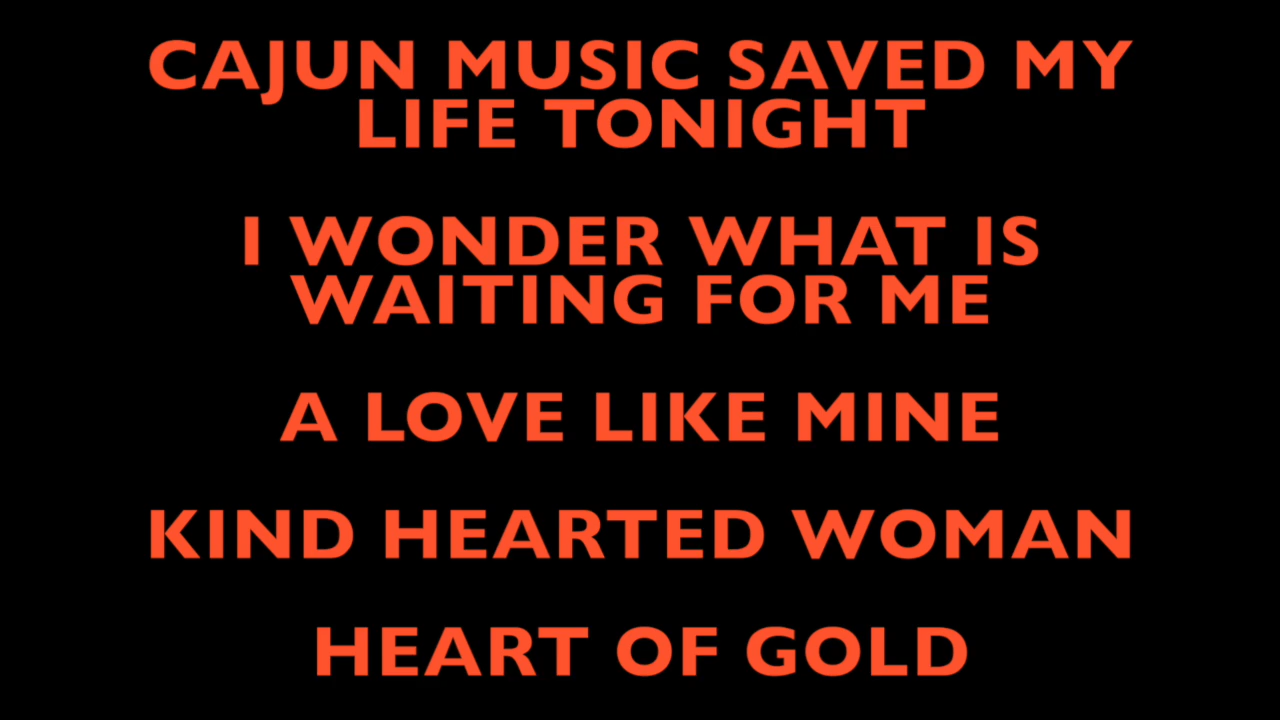 CAJUN MUSIC SAVED MY
LIFE TONIGHT
I WONDER WHAT IS
WAITING FOR ME
A LOVE LIKE MINE
KIND HEARTED WOMAN
HEART OF GOLD